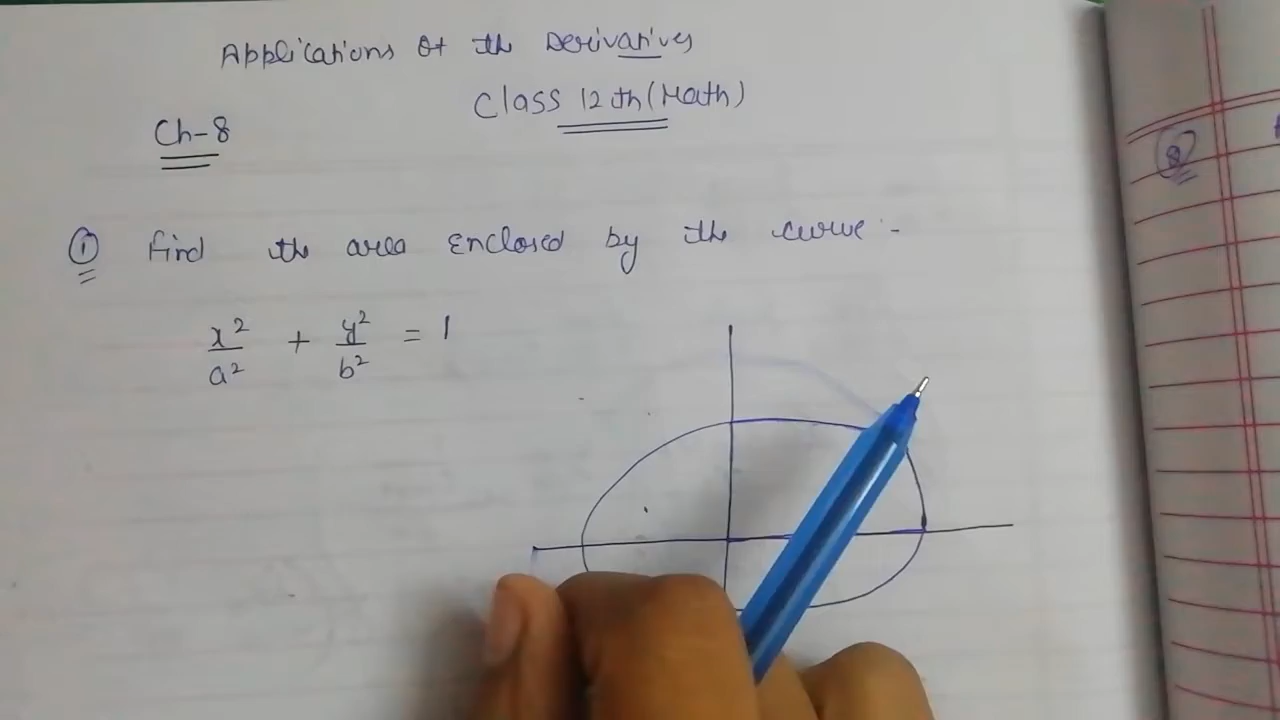 Applications Of the Derivatives
Class 12th (Math)
Ch-8
① Find the area enclosed by the curve :-
x²/a² + y²/b² = 1